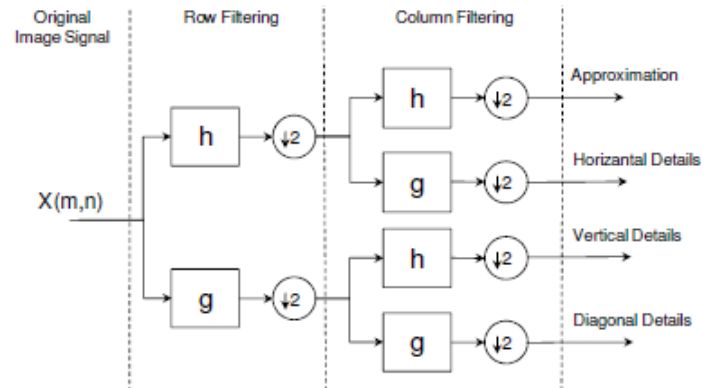 Original
Image Signal
Row Filtering
Column Filtering
X(m,n)
h
↓2
g
↓2
h
↓2
g
↓2
h
↓2
g
↓2
Approximation
Horizantal Details
Vertical Details
Diagonal Details